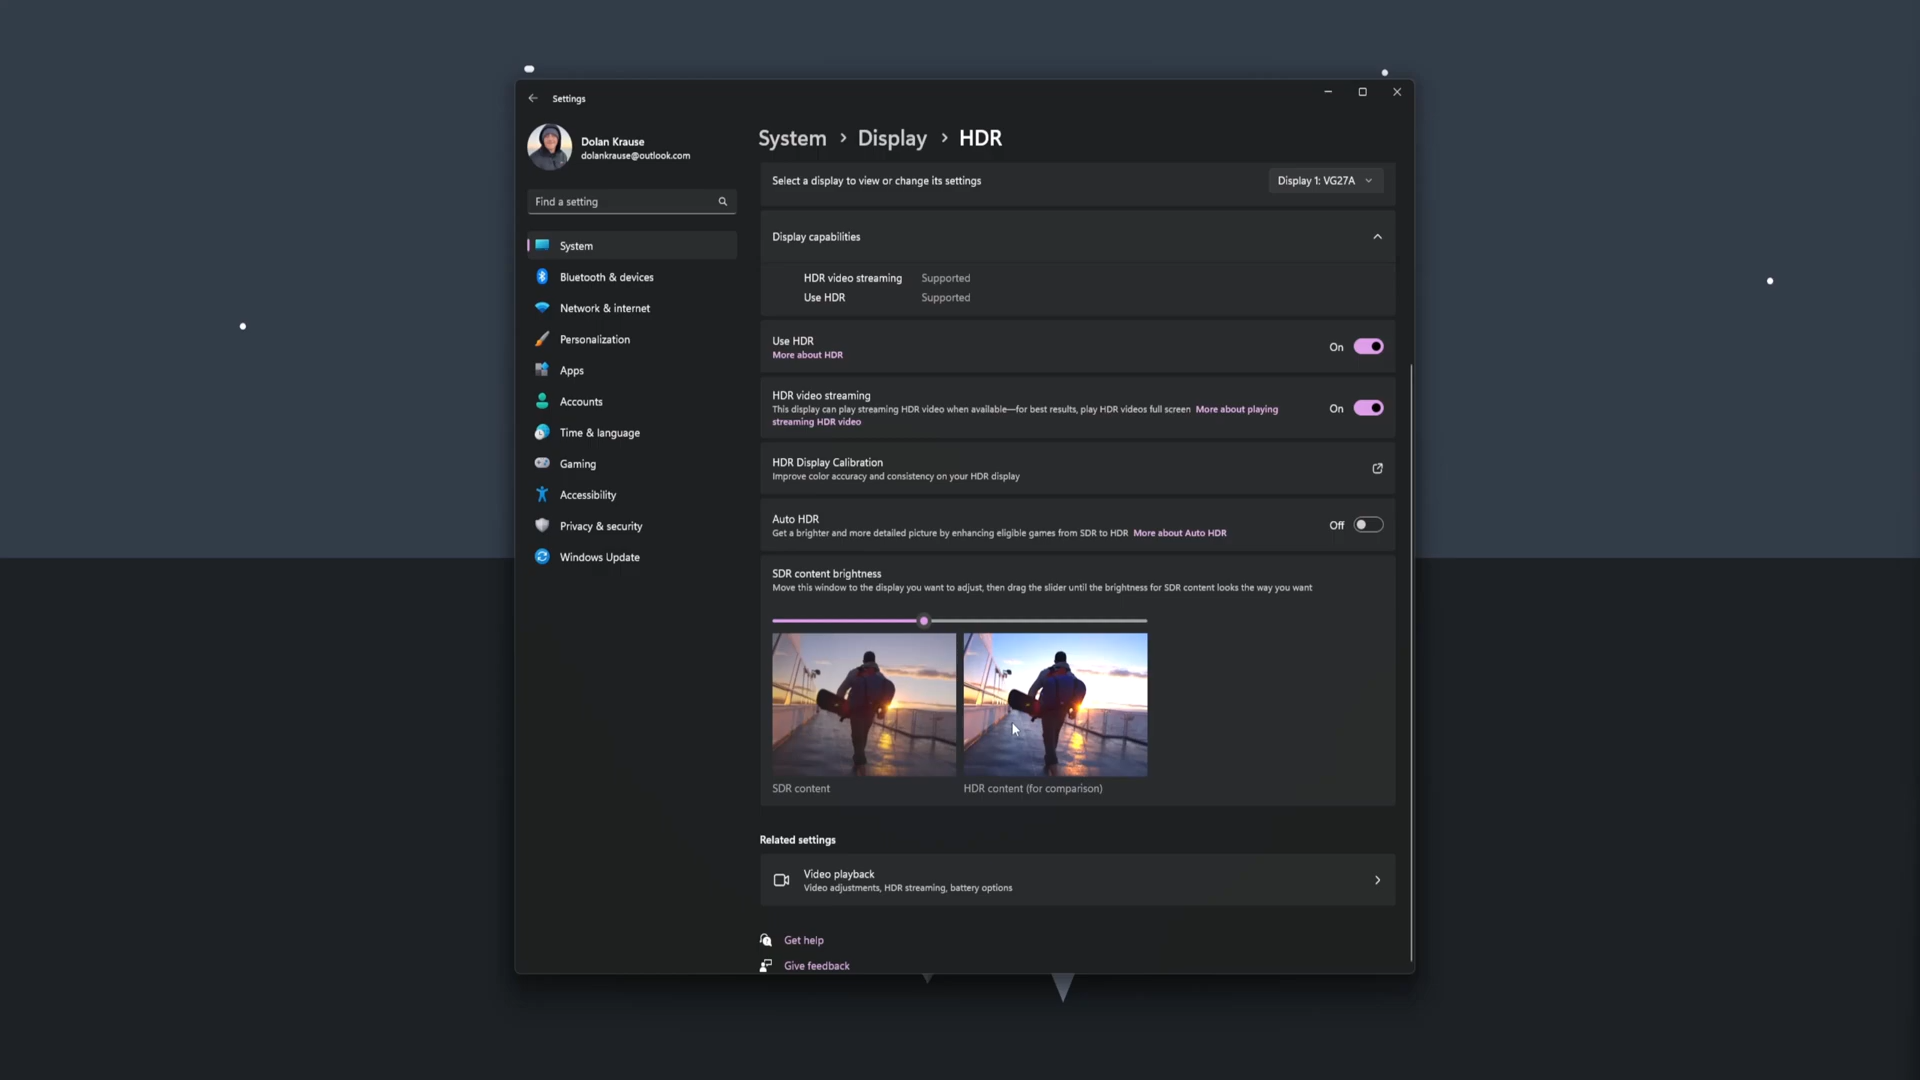 Settings
Dolan Krause
dolankrause@outlook.com
Find a setting
System
Bluetooth & devices
Network & internet
Personalization
Apps
Accounts
Time & language
Gaming
Accessibility
Privacy & security
Windows Update
System › Display › HDR
Select a display to view or change its settings
Display 1: VG27A
Display capabilities
HDR video streaming Supported
Use HDR Supported
Use HDR
More about HDR
On
HDR video streaming
This display can play streaming HDR video when available—for best results, play HDR videos full screen More about playing
streaming HDR video
On
HDR Display Calibration
Improve color accuracy and consistency on your HDR display
Auto HDR
Get a brighter and more detailed picture by enhancing eligible games from SDR to HDR More about Auto HDR
Off
SDR content brightness
Move this window to the display you want to adjust, then drag the slider until the brightness for SDR content looks the way you want
SDR content
HDR content (for comparison)
Related settings
Video playback
Video adjustments, HDR streaming, battery options
Get help
Give feedback